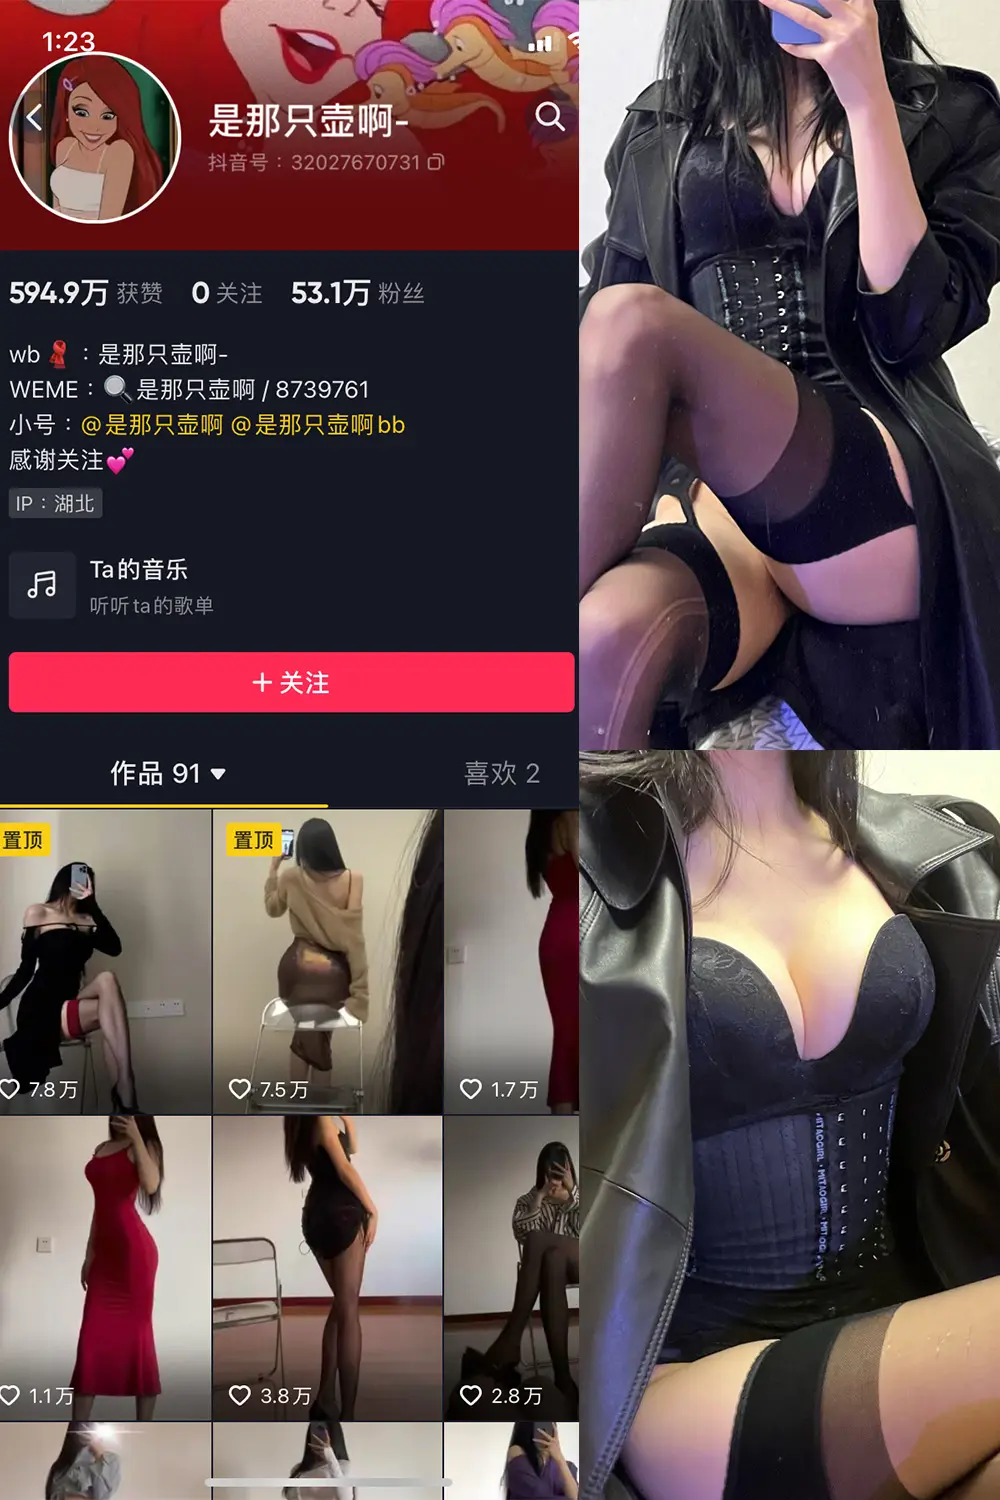 1:23
是那只壶啊-
抖音号：32027670731
594.9万 获赞 0 关注 53.1万 粉丝
wb🧣：是那只壶啊-
WEME：🔍是那只壶啊 / 8739761
小号：@是那只壶啊 @是那只壶啊bb
感谢关注💕
IP：湖北
Ta的音乐
听听ta的歌单
+ 关注
作品 91 喜欢 2
置顶 置顶
7.8万 7.5万 1.7万
1.1万 3.8万 2.8万
MITAOGIRL · MITAOGIRL